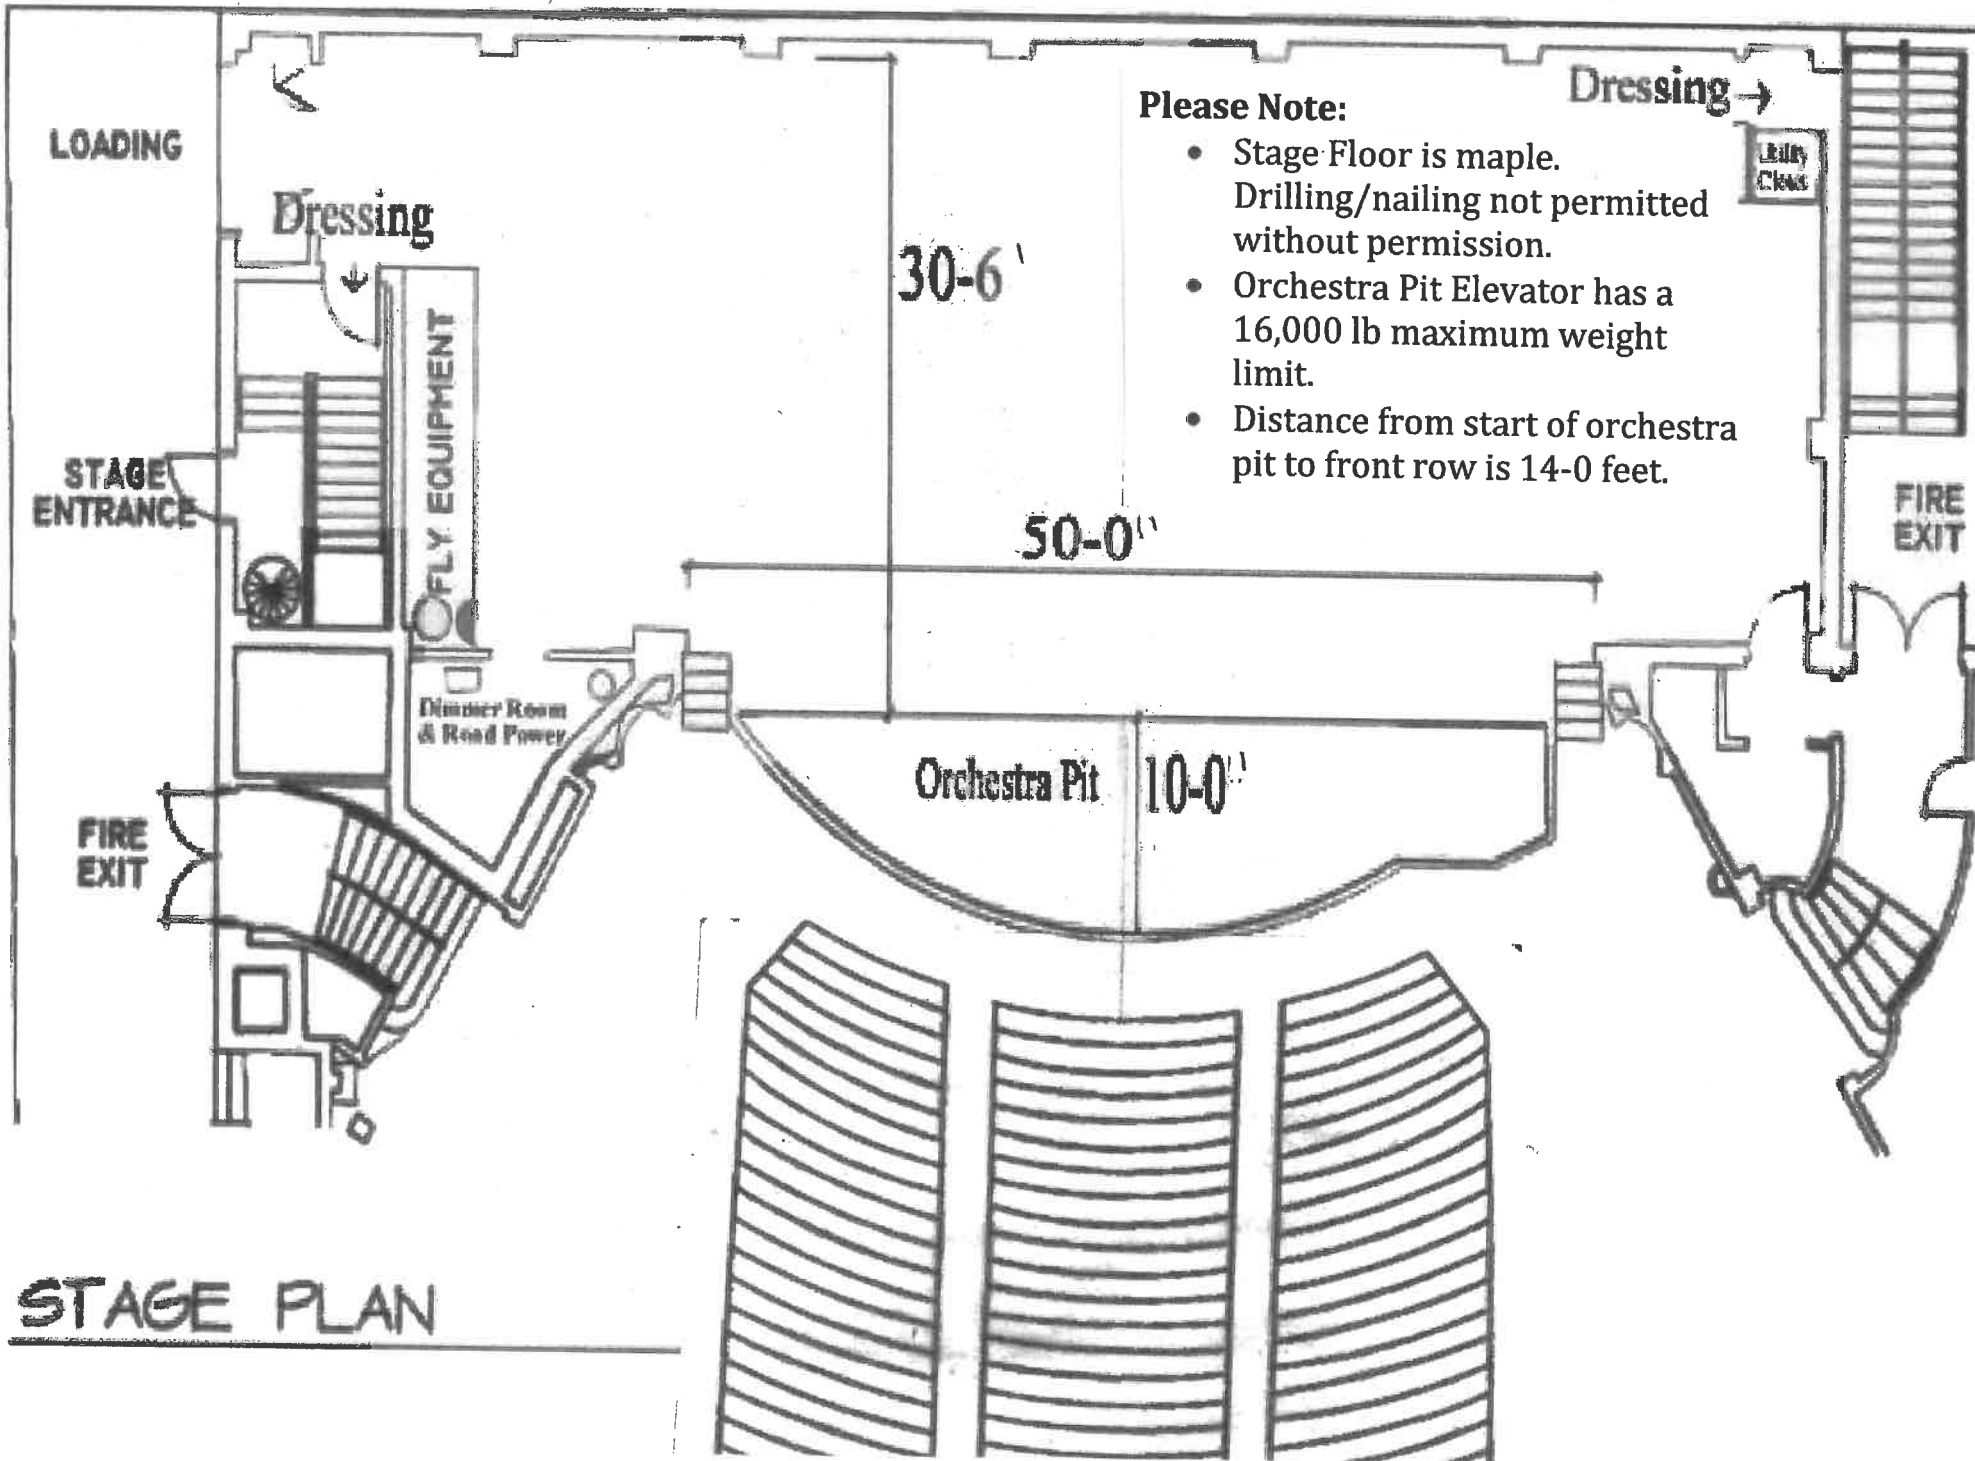 LOADING
Dressing
30-6'
Please Note:
• Stage Floor is maple.
Drilling/nailing not permitted
without permission.
• Orchestra Pit Elevator has a
16,000 lb maximum weight
limit.
• Distance from start of orchestra
pit to front row is 14-0 feet.
Dressing →
Utility
FLY EQUIPMENT
STAGE
ENTRANCE
50-0"
FIRE
EXIT
Dimmer Room
& Road Power
Orchestra Pit
10-0"
FIRE
EXIT
STAGE PLAN